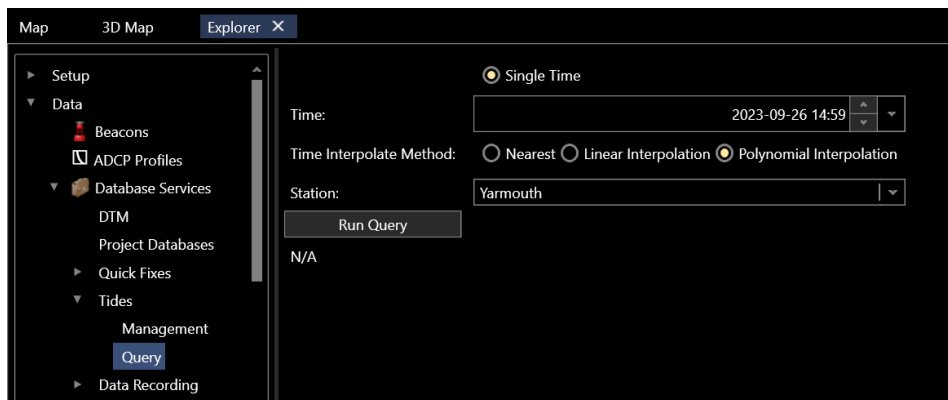 Map 3D Map Explorer
Setup
Data
Beacons
ADCP Profiles
Database Services
DTM
Project Databases
Quick Fixes
Tides
Management
Query
Data Recording
Single Time
Time: 2023-09-26 14:59
Time Interpolate Method: Nearest Linear Interpolation Polynomial Interpolation
Station: Yarmouth
Run Query
N/A